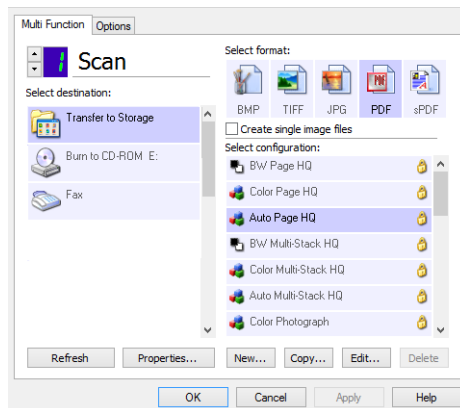 Multi Function
Options
1 Scan
Select destination:
Transfer to Storage
Burn to CD-ROM E:
Fax
Select format:
BMP TIFF JPG PDF sPDF
Create single image files
Select configuration:
BW Page HQ
Color Page HQ
Auto Page HQ
BW Multi-Stack HQ
Color Multi-Stack HQ
Auto Multi-Stack HQ
Color Photograph
Refresh Properties... New... Copy... Edit... Delete
OK Cancel Apply Help